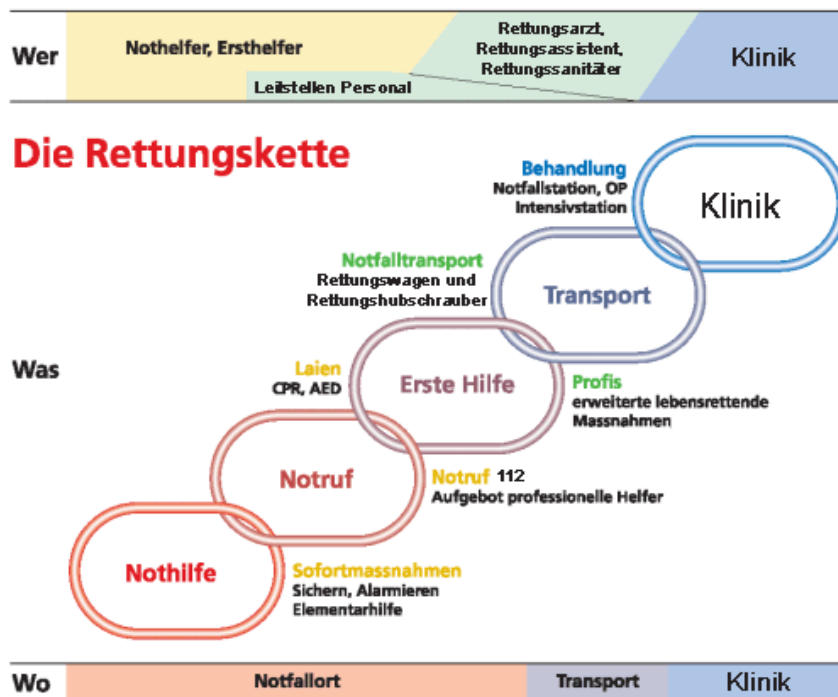 Wer
Nothelfer, Ersthelfer
Leitstellen Personal
Rettungsarzt,
Rettungsassistent,
Rettungssanitäter
Klinik
Die Rettungskette
Behandlung
Notfallstation, OP
Intensivstation
Klinik
Notfalltransport
Rettungswagen und
Rettungshubschrauber
Transport
Was
Laien
CPR, AED
Erste Hilfe
Profis
erweiterte lebensrettende
Massnahmen
Notruf
Notruf 112
Aufgebot professionelle Helfer
Nothilfe
Sofortmassnahmen
Sichern, Alarmieren
Elementarhilfe
Wo
Notfallort
Transport
Klinik